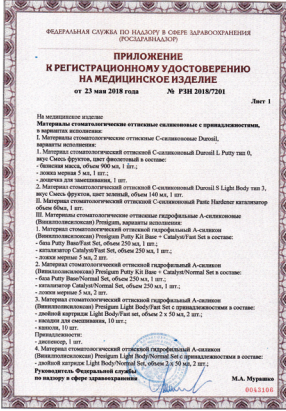 ФЕДЕРАЛЬНАЯ СЛУЖБА ПО НАДЗОРУ В СФЕРЕ ЗДРАВООХРАНЕНИЯ
(РОСЗДРАВНАДЗОР)
ПРИЛОЖЕНИЕ
К РЕГИСТРАЦИОННОМУ УДОСТОВЕРЕНИЮ
НА МЕДИЦИНСКОЕ ИЗДЕЛИЕ
от 23 мая 2018 года № РЗН 2018/7201
Лист 1
На медицинское изделие
Материалы стоматологические оттискные силиконовые с принадлежностями,
в вариантах исполнения:
I. Материалы стоматологические оттискные С-силиконовые Durosil,
варианты исполнения:
1. Материал стоматологический оттискной С-силиконовый Durosil L Putty тип 0,
вкус Смесь фруктов, цвет фиолетовый в составе:
- базисная масса, объем 900 мл, 1 шт.;
- ложка мерная 5 мл, 1 шт.;
- дощечка для замешивания, 1 шт.
2. Материал стоматологический оттискной С-силиконовый Durosil S Light Body тип 3,
вкус Смесь фруктов, цвет зеленый, объем 140 мл, 1 шт.
II. Материал стоматологический оттискной С-силиконовый Paste Hardener катализатор
объем 60мл, 1 шт.
III. Материалы стоматологические оттискные гидрофильные А-силиконовые
(Винилполисилоксан) Presigum, варианты исполнения:
1. Материал стоматологический оттискной гидрофильный А-силикон
(Винилполисилоксан) Presigum Putty Kit Base + Catalyst/Fast Set в составе:
- база Putty Base/Fast Set, объем 250 мл, 1 шт.;
- катализатор Catalyst/Fast Set, объем 250 мл, 1 шт.;
- ложки мерные 5 мл, 2 шт.
2. Материал стоматологический оттискной гидрофильный А-силикон
(Винилполисилоксан) Presigum Putty Kit Base + Catalyst/Normal Set в составе:
- база Putty Base/Normal Set, объем 250 мл, 1 шт.;
- катализатор Catalyst/Normal Set, объем 250 мл, 1 шт.;
- ложки мерные 5 мл, 2 шт.
3. Материал стоматологический оттискной гидрофильный А-силикон
(Винилполисилоксан) Presigum Light Body/Fast Set с принадлежностями в составе:
- двойной картридж Light Body/Fast set, объем 2 х 50 мл, 2 шт.;
- насадки для смешивания, 10 шт.;
- канюли, 10 шт.
Принадлежности:
- диспенсер, 1 шт.
4. Материал стоматологический оттискной гидрофильный А-силикон
(Винилполисилоксан) Presigum Light Body/Normal Set с принадлежностями в составе:
- двойной картридж Light Body/Normal Set, объем 2 х 50 мл, 2 шт.;
Руководитель Федеральной службы
по надзору в сфере здравоохранения
М.А. Мурашко
0043106